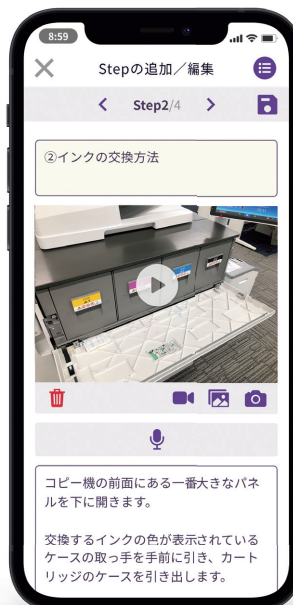 8:59
Stepの追加／編集
Step2/4
②インクの交換方法
コピー機の前面にある一番大きなパネ
ルを下に開きます。
交換するインクの色が表示されている
ケースの取っ手を手前に引き、カート
リッジのケースを引き出します。